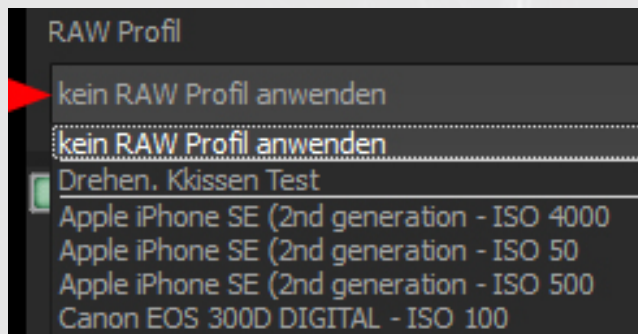 RAW Profil
kein RAW Profil anwenden
kein RAW Profil anwenden
Drehen. Kkissen Test
Apple iPhone SE (2nd generation - ISO 4000
Apple iPhone SE (2nd generation - ISO 50
Apple iPhone SE (2nd generation - ISO 500
Canon EOS 300D DIGITAL - ISO 100